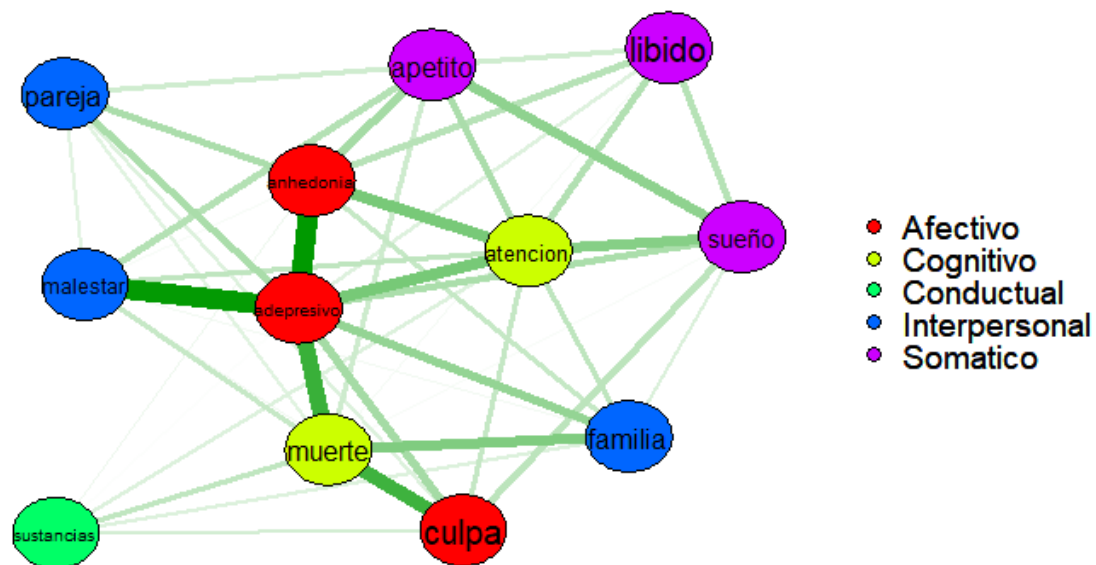 libido
apetito
pareja
anhedonia
sueño
atencion
malestar
adepresivo
familia
muerte
culpa
sustancias
Afectivo
Cognitivo
Conductual
Interpersonal
Somatico